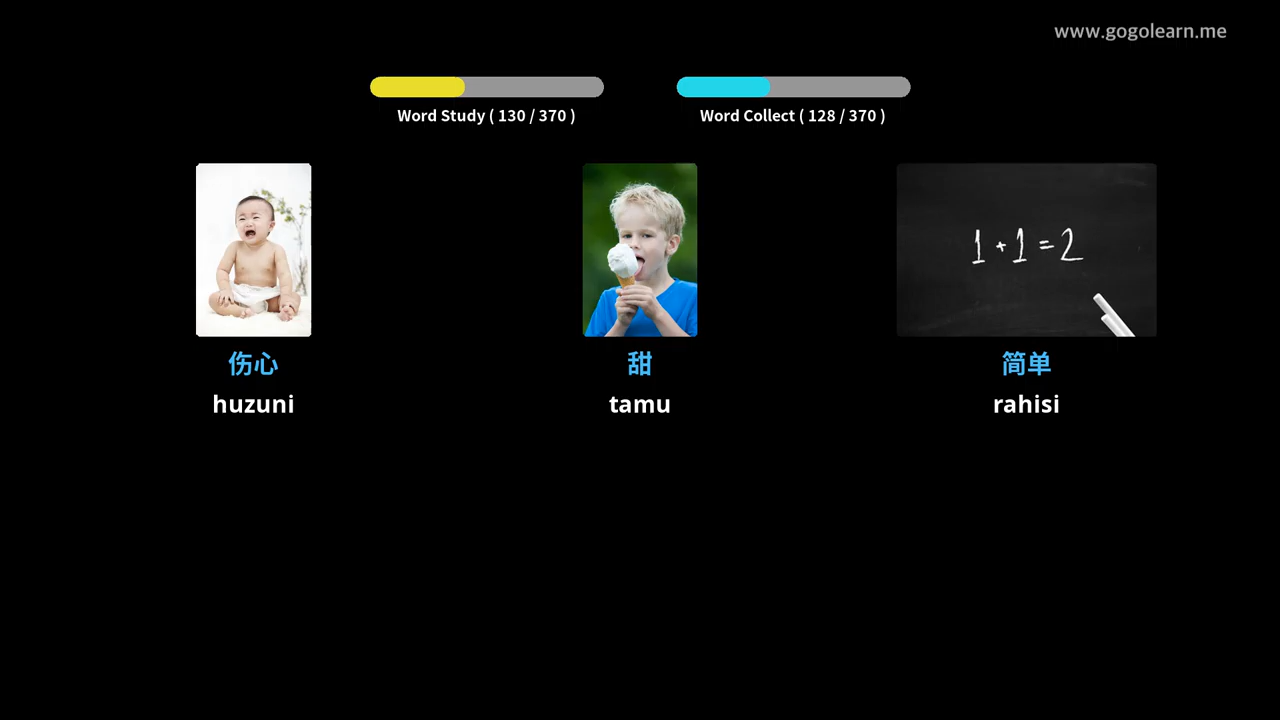 www.gogolearn.me
Word Study ( 130 / 370 )
Word Collect ( 128 / 370 )
1 + 1 = 2
伤心
甜
简单
huzuni
tamu
rahisi